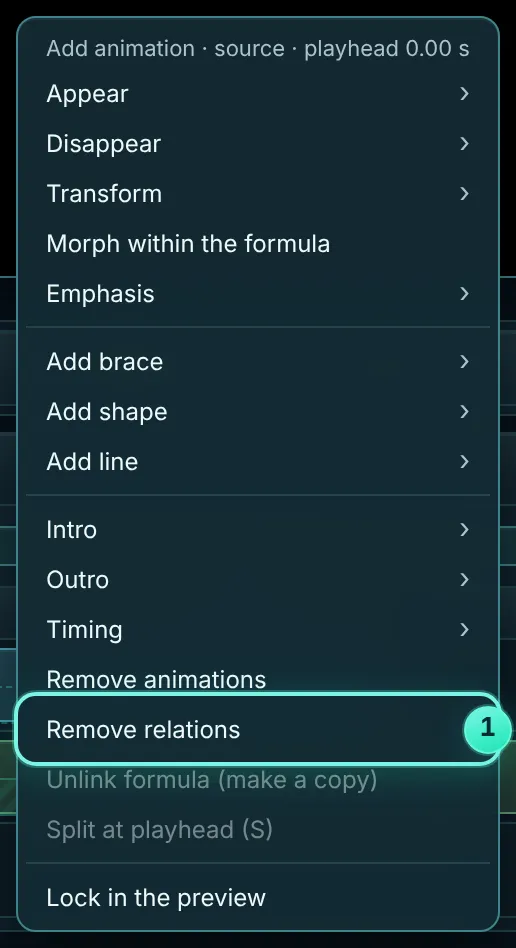 Add animation · source · playhead 0.00 s
Appear
Disappear
Transform
Morph within the formula
Emphasis
Add brace
Add shape
Add line
Intro
Outro
Timing
Remove animations
Remove relations
1
Unlink formula (make a copy)
Split at playhead (S)
Lock in the preview